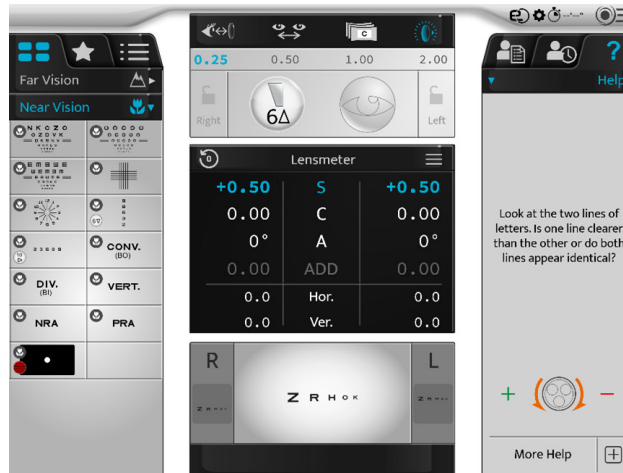 Far Vision
Near Vision
CONV.
(BO)
DIV.
(BI)
VERT.
NRA
PRA
0.25 0.50 1.00 2.00
Right
6Δ
Left
Lensmeter
+0.50 S +0.50
0.00 C 0.00
0° A 0°
0.00 ADD 0.00
0.0 Hor. 0.0
0.0 Ver. 0.0
R
L
Z R H O K
?
Help
Look at the two lines of
letters. Is one line clearer
than the other or do both
lines appear identical?
+ −
More Help